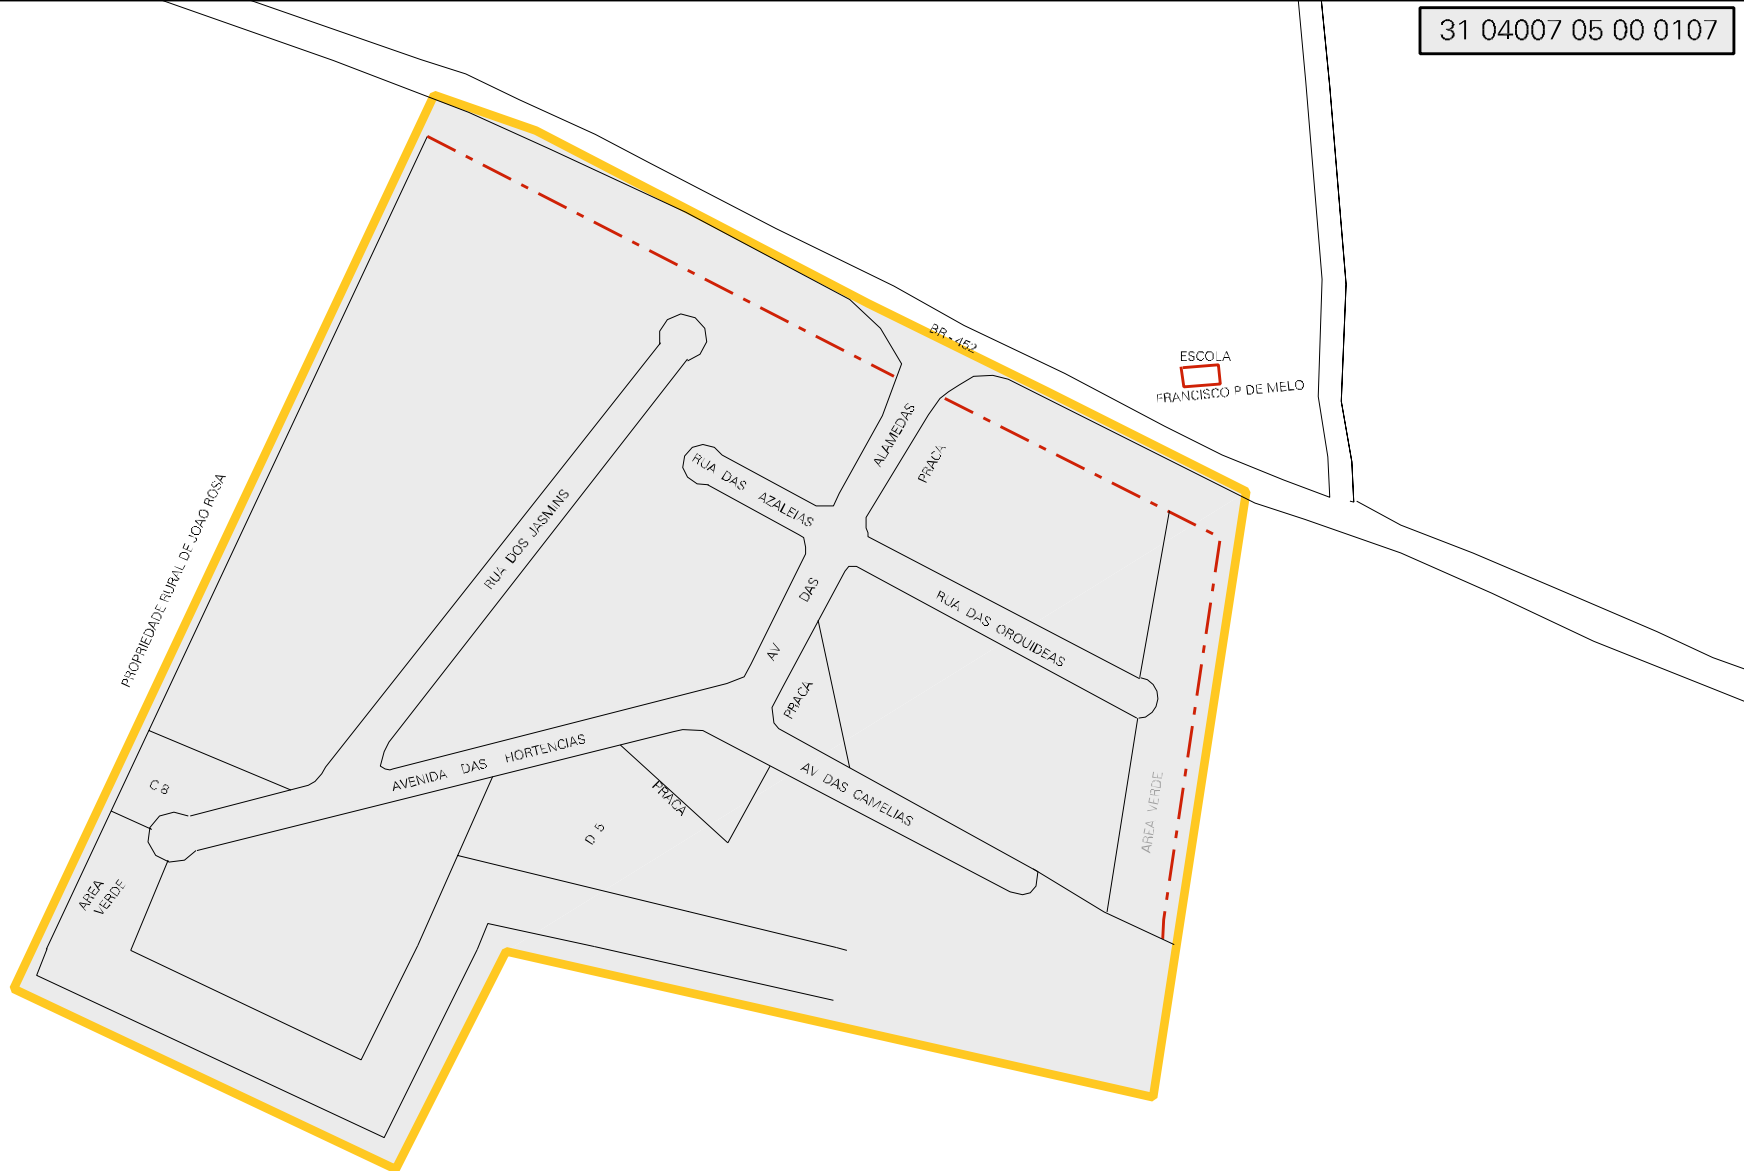 31 04007 05 00 0107
BR-452
ESCOLA
FRANCISCO P DE MELO
ALAMEDAS
PRACA
RUA DAS AZALEIAS
RUA DOS JASMINS
PROPRIEDADE RURAL DE JOAO ROSA
DAS
RUA DAS ORQUIDEAS
AV
PRACA
AVENIDA DAS HORTENCIAS
AV DAS CAMELIAS
PRACA
C 8
D 5
AREA VERDE
AREA
VERDE